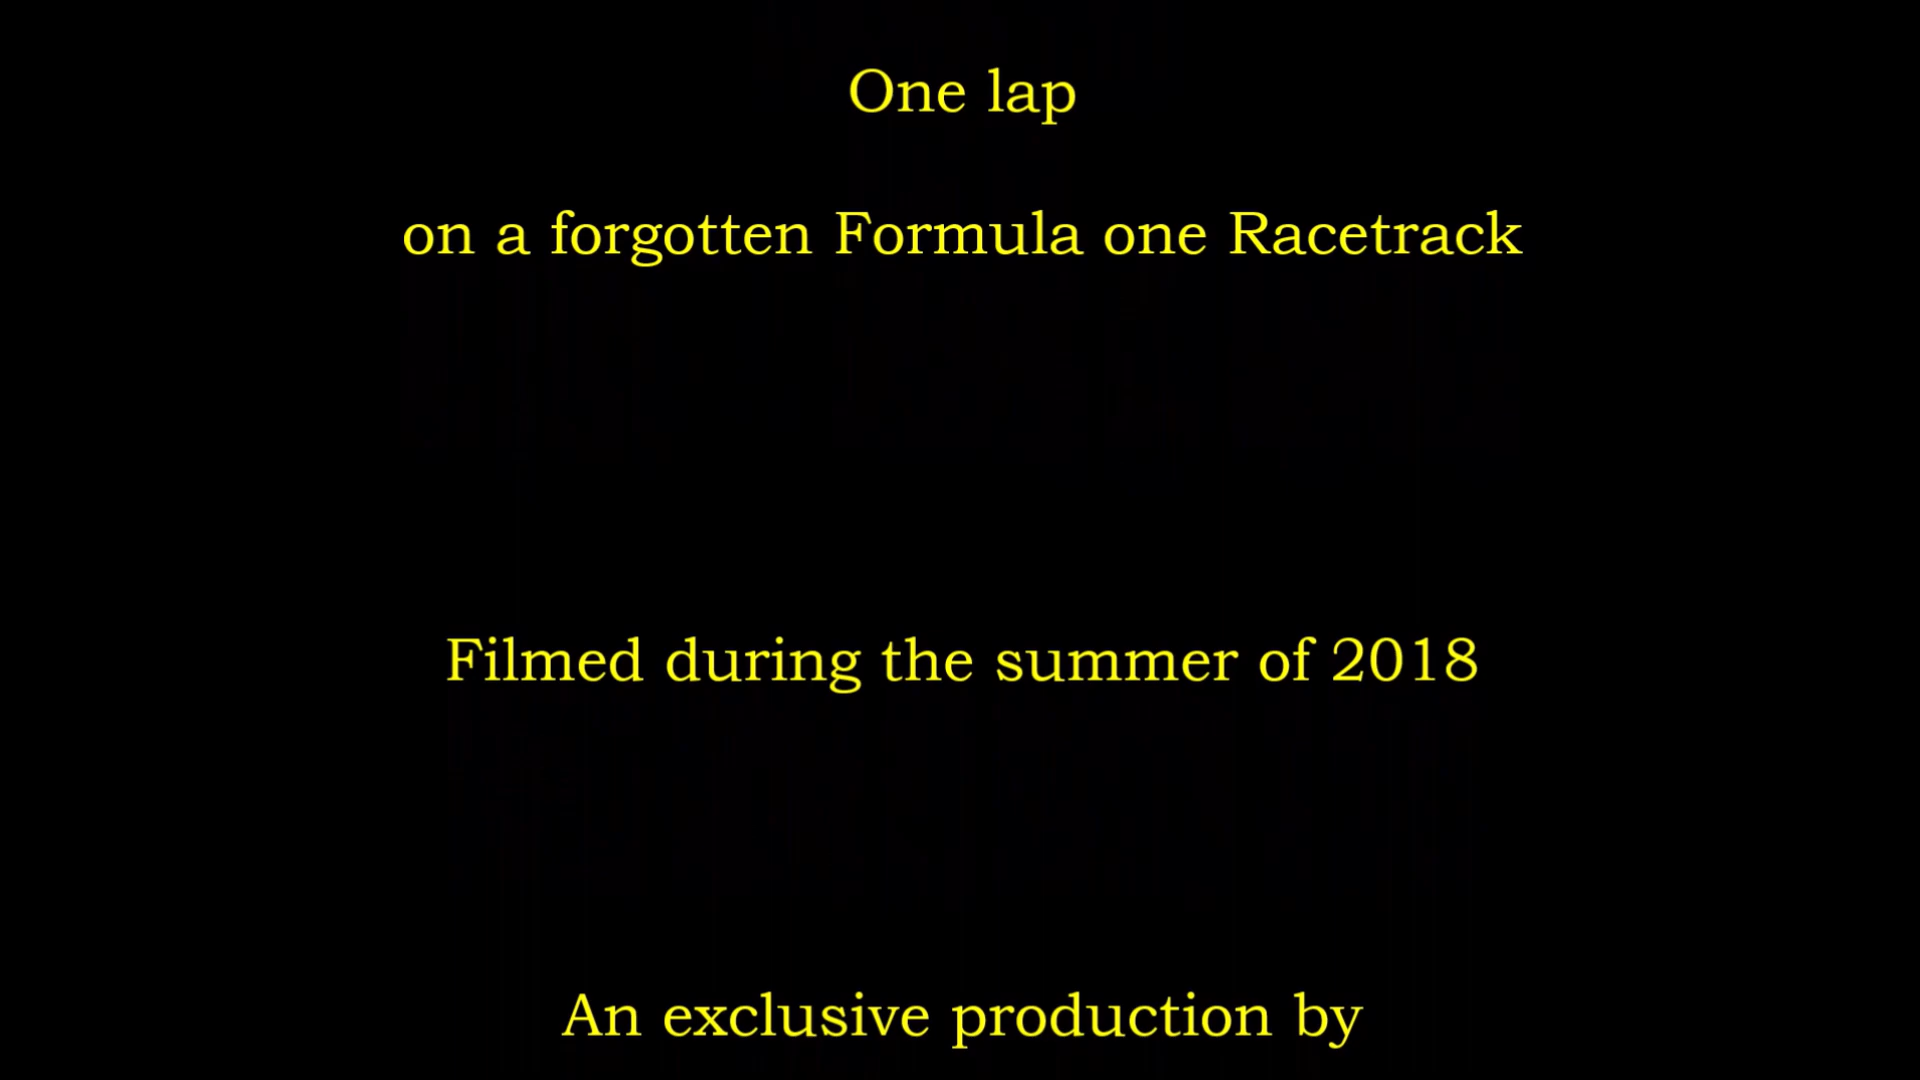 One lap
on a forgotten Formula one Racetrack
Filmed during the summer of 2018
An exclusive production by